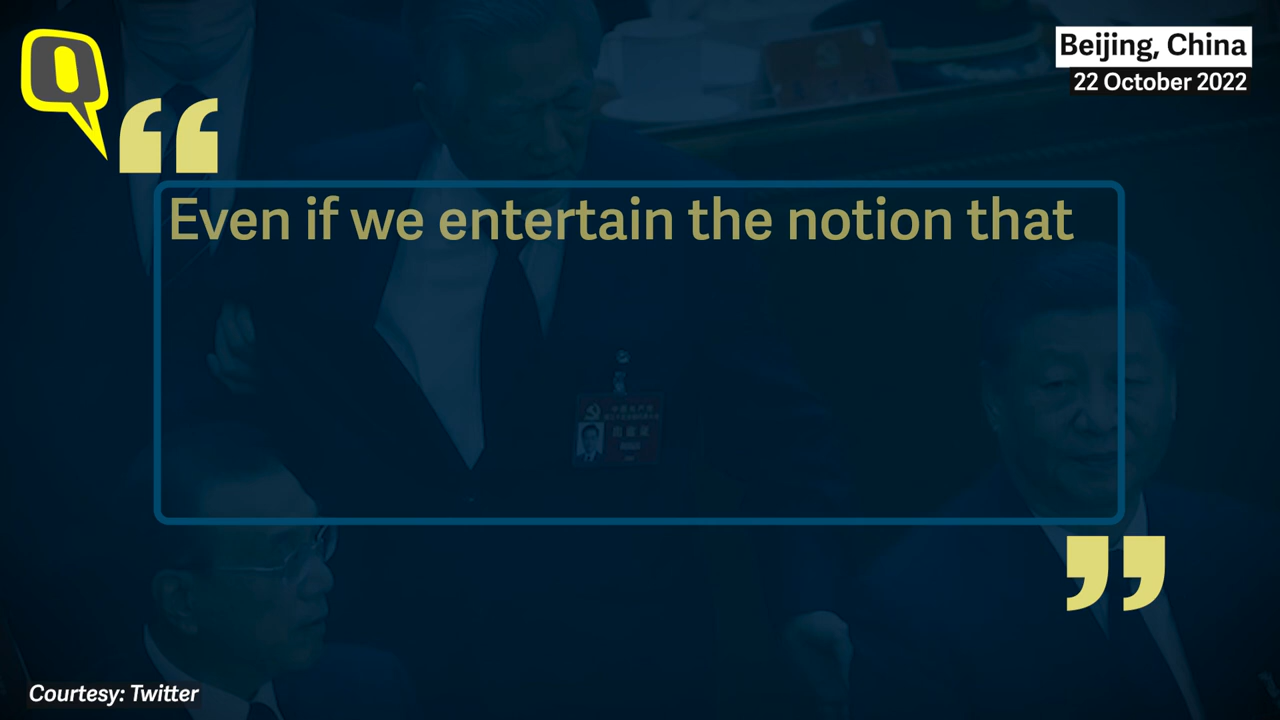 Beijing, China
22 October 2022
“
Even if we entertain the notion that
”
Courtesy: Twitter